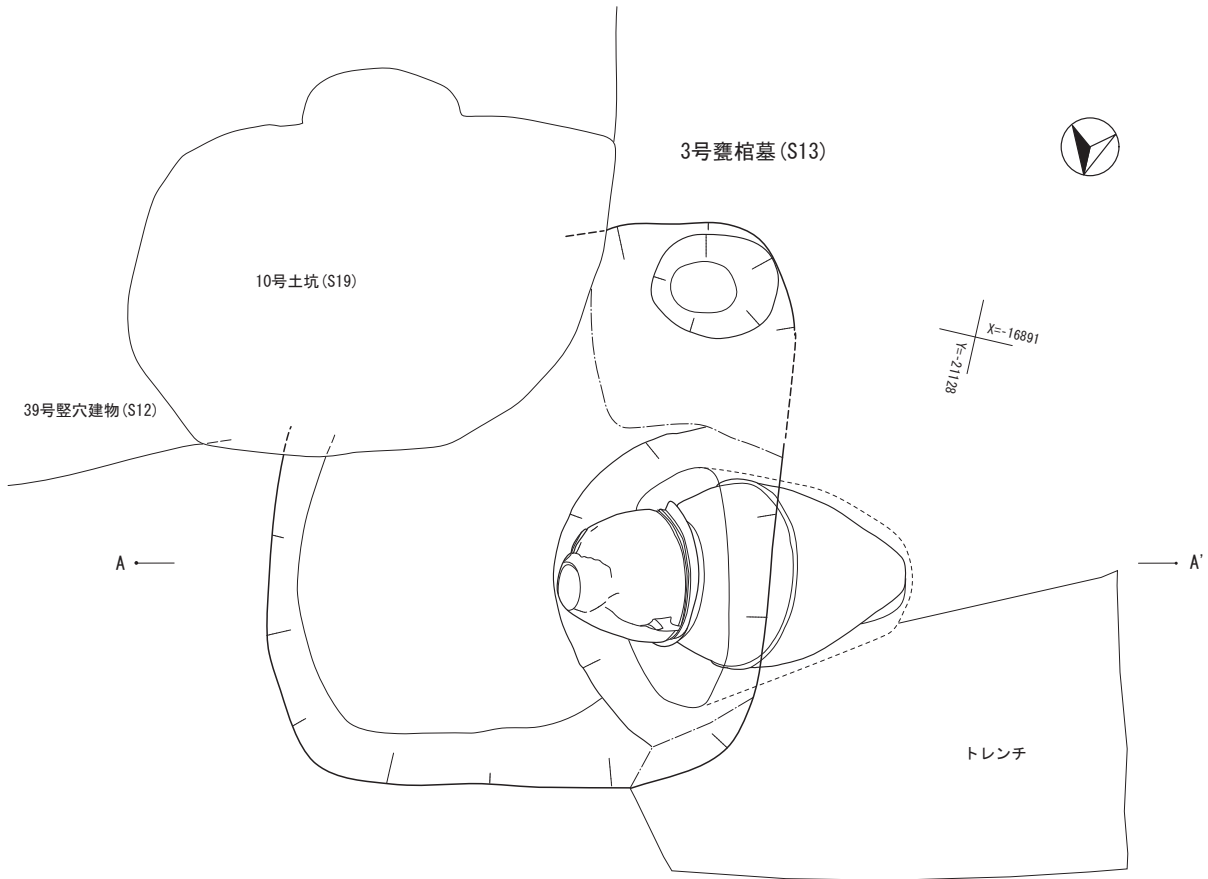 3号甕棺墓(S13)
10号土坑(S19)
X=-16891
Y=-21128
39号竪穴建物(S12)
A
A'
トレンチ